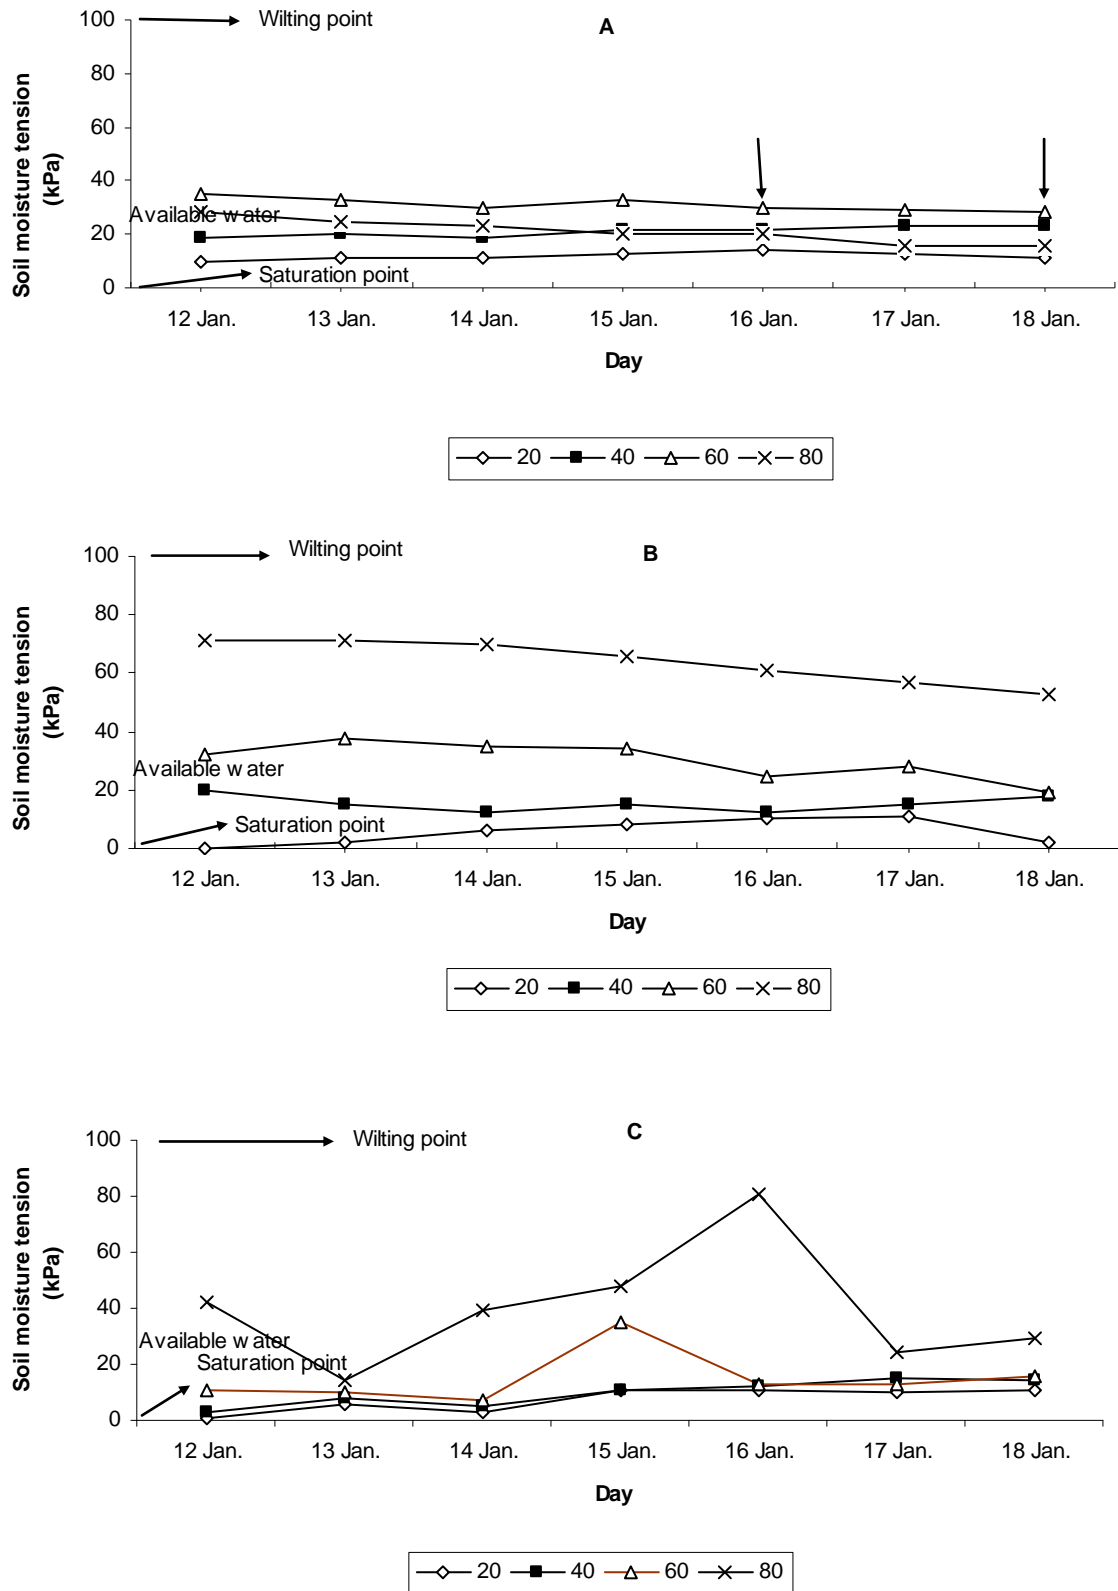 100
Wilting point
A
80
60
40
20
0
Soil moisture tension
(kPa)
Available water
Saturation point
12 Jan.
13 Jan.
14 Jan.
15 Jan.
16 Jan.
17 Jan.
18 Jan.
Day
20
40
60
80
100
Wilting point
B
80
60
40
20
0
Soil moisture tension
(kPa)
Available water
Saturation point
12 Jan.
13 Jan.
14 Jan.
15 Jan.
16 Jan.
17 Jan.
18 Jan.
Day
20
40
60
80
100
Wilting point
C
80
60
40
20
0
Soil moisture tension
(kPa)
Available water
Saturation point
12 Jan.
13 Jan.
14 Jan.
15 Jan.
16 Jan.
17 Jan.
18 Jan.
Day
20
40
60
80